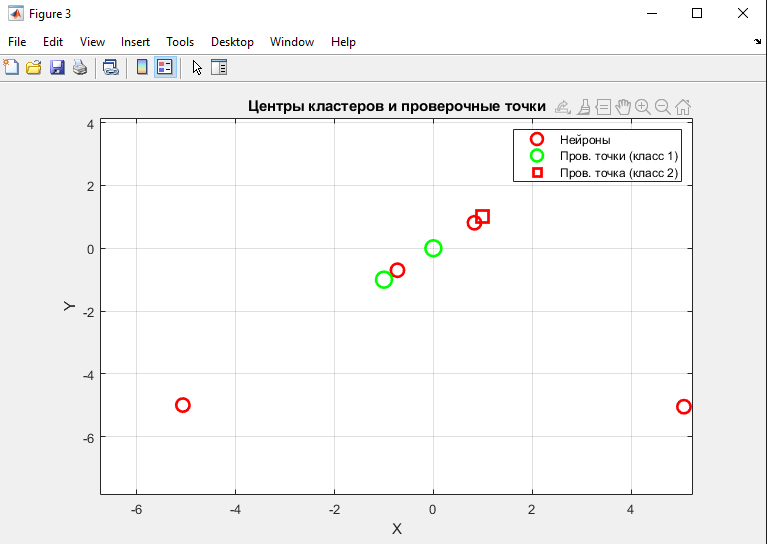 Figure 3
File Edit View Insert Tools Desktop Window Help
Центры кластеров и проверочные точки
Нейроны
Пров. точки (класс 1)
Пров. точка (класс 2)
4
2
0
-2
-4
-6
Y
-6 -4 -2 0 2 4
X